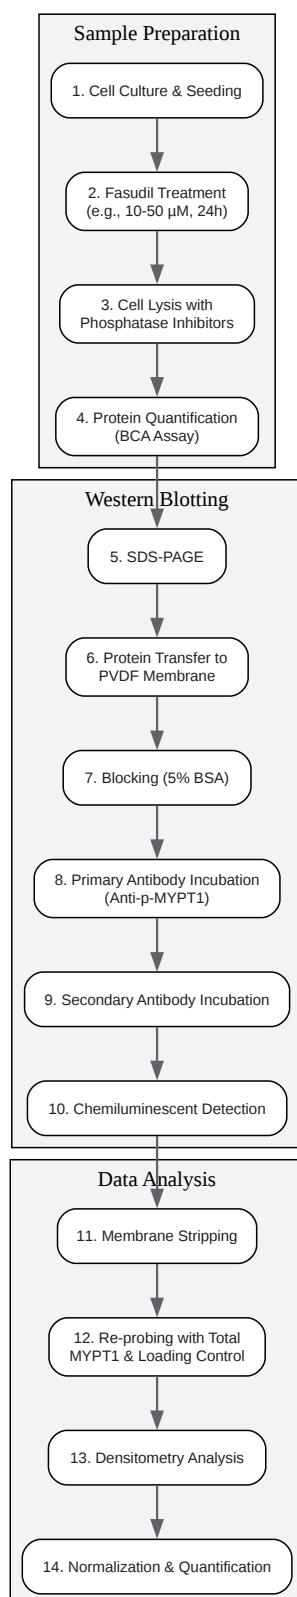 Sample Preparation
1. Cell Culture & Seeding
2. Fasudil Treatment
(e.g., 10-50 µM, 24h)
3. Cell Lysis with
Phosphatase Inhibitors
4. Protein Quantification
(BCA Assay)
Western Blotting
5. SDS-PAGE
6. Protein Transfer to
PVDF Membrane
7. Blocking (5% BSA)
8. Primary Antibody Incubation
(Anti-p-MYPT1)
9. Secondary Antibody Incubation
10. Chemiluminescent Detection
Data Analysis
11. Membrane Stripping
12. Re-probing with Total
MYPT1 & Loading Control
13. Densitometry Analysis
14. Normalization & Quantification